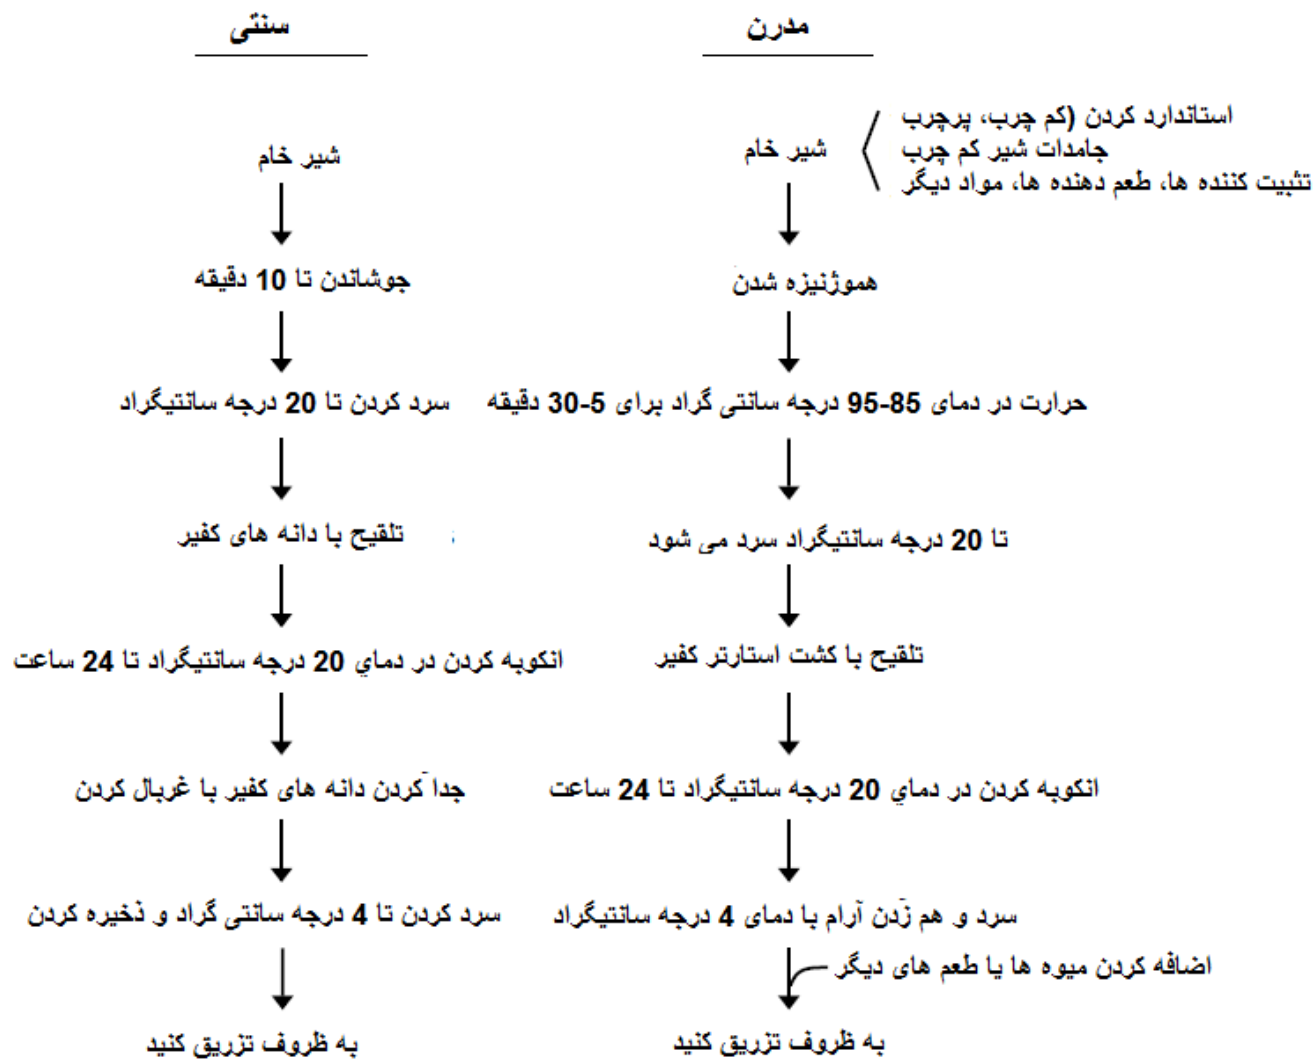 مدرن
سنتی
استاندارد کردن (کم چرب، پرچرب
شیر خام
جامدات شیر کم چرب
تثبیت کننده ها، طعم دهنده ها، مواد دیگر
هموژنیزه شدن
حرارت در دمای 85-95 درجه سانتی گراد برای 5-30 دقیقه
تا 20 درجه سانتیگراد سرد می شود
تلقیح با کشت استارتر کفیر
انکوبه کردن در دماي 20 درجه سانتیگراد تا 24 ساعت
سرد و هم زدن آرام با دمای 4 درجه سانتیگراد
اضافه کردن میوه ها یا طعم های دیگر
به ظروف تزریق کنید
شیر خام
جوشاندن تا 10 دقیقه
سرد کردن تا 20 درجه سانتیگراد
تلقیح با دانه های کفیر
انکوبه کردن در دماي 20 درجه سانتیگراد تا 24 ساعت
جدا کردن دانه های کفیر با غربال کردن
سرد کردن تا 4 درجه سانتی گراد و ذخیره کردن
به ظروف تزریق کنید